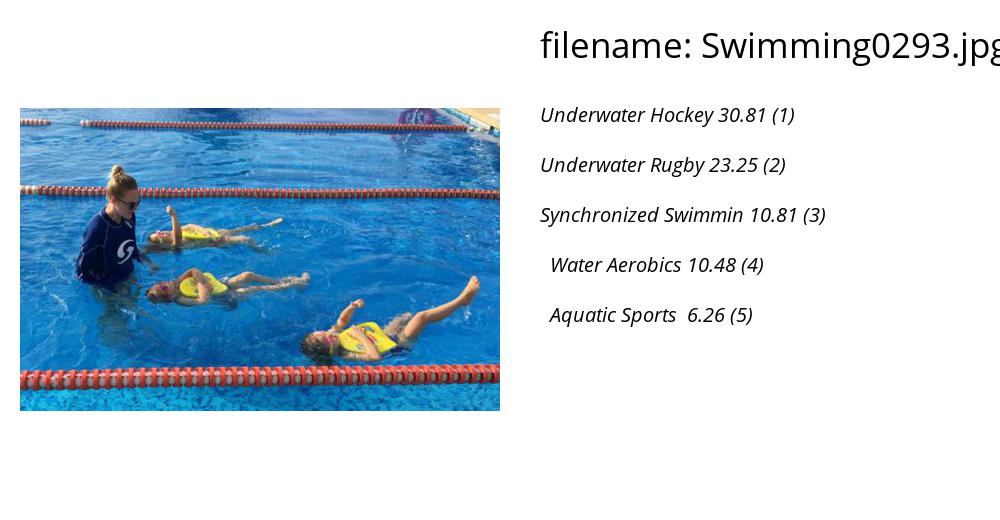 filename: Swimming0293.jpg
Underwater Hockey 30.81 (1)
Underwater Rugby 23.25 (2)
Synchronized Swimmin 10.81 (3)
Water Aerobics 10.48 (4)
Aquatic Sports 6.26 (5)